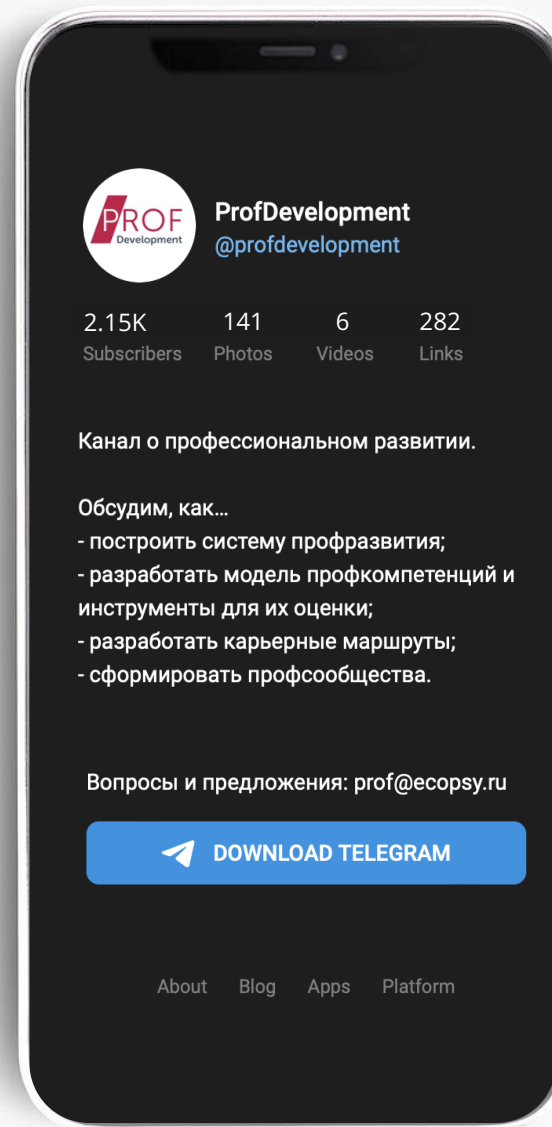 PROF
Development
ProfDevelopment
@profdevelopment
2.15K 141 6 282
Subscribers Photos Videos Links
Канал о профессиональном развитии.
Обсудим, как...
- построить систему профразвития;
- разработать модель профкомпетенций и
инструменты для их оценки;
- разработать карьерные маршруты;
- сформировать профсообщества.
Вопросы и предложения: prof@ecopsy.ru
DOWNLOAD TELEGRAM
About Blog Apps Platform